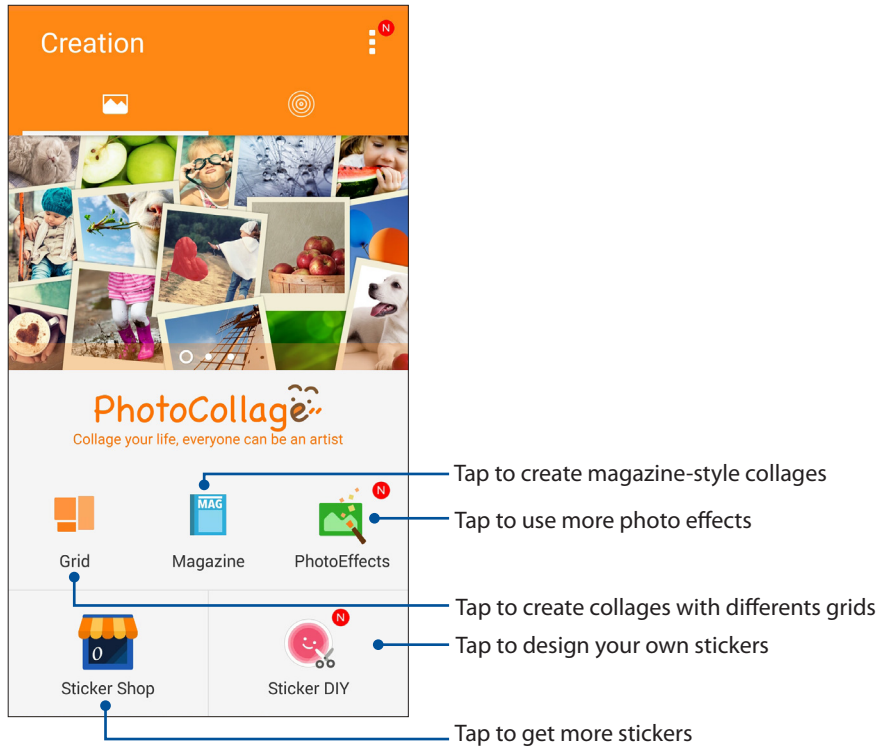 Creation
N
PhotoCollage
Collage your life, everyone can be an artist
MAG
N
Grid
Magazine
PhotoEffects
0
N
Sticker Shop
Sticker DIY
Tap to create magazine-style collages
Tap to use more photo effects
Tap to create collages with differents grids
Tap to design your own stickers
Tap to get more stickers